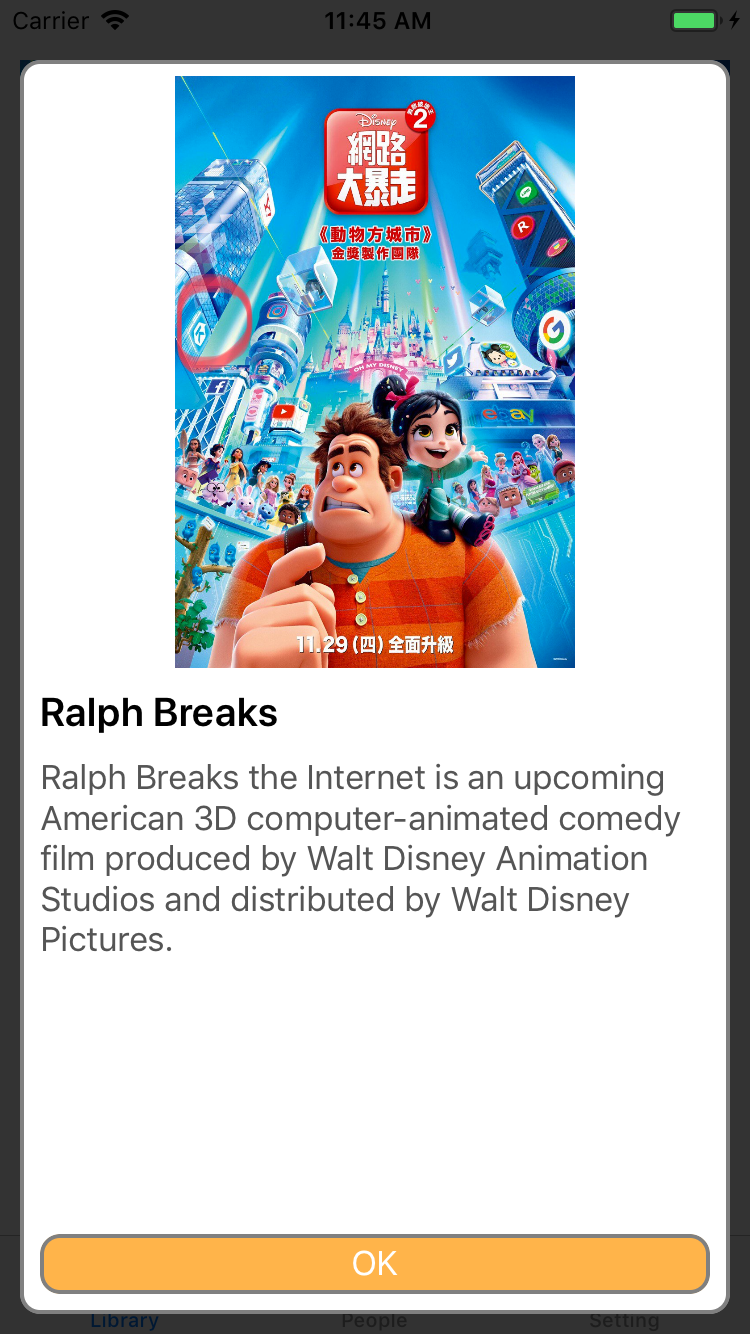 Carrier
11:45 AM
Disney
2
網路
大暴走
《動物方城市》
金獎製作團隊
G
OH MY DISNEY
ebay
11.29 (四) 全面升級
Ralph Breaks
Ralph Breaks the Internet is an upcoming
American 3D computer-animated comedy
film produced by Walt Disney Animation
Studios and distributed by Walt Disney
Pictures.
OK
Library
People
Setting